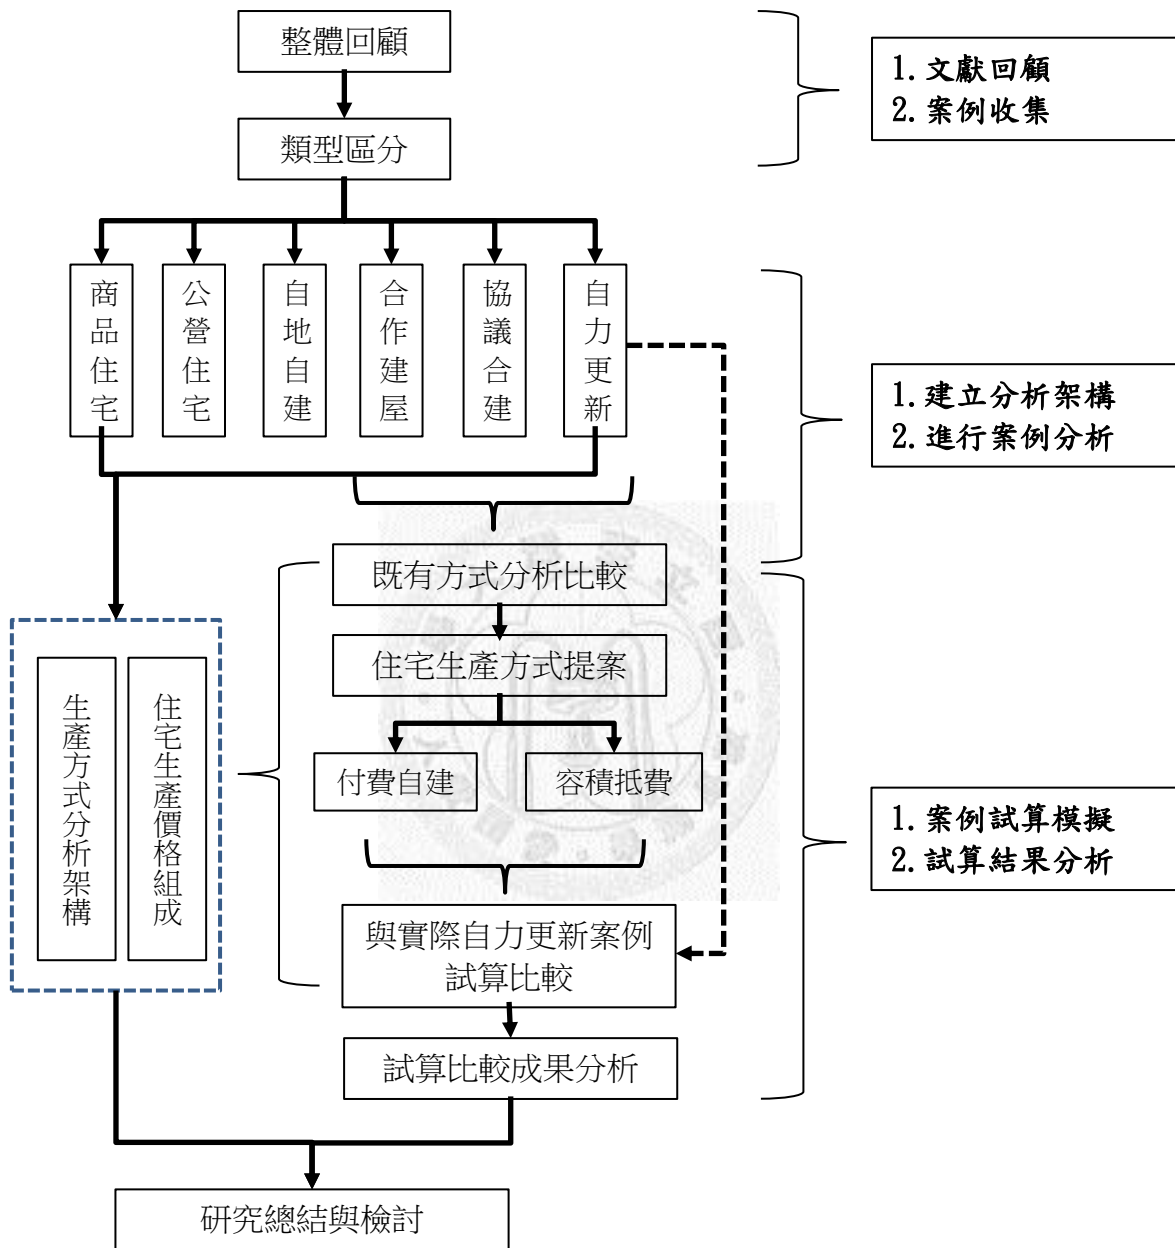 整體回顧
類型區分
1. 文獻回顧
2. 案例收集
商品住宅
公營住宅
自地自建
合作建屋
協議合建
自力更新
1. 建立分析架構
2. 進行案例分析
既有方式分析比較
住宅生產方式提案
付費自建
容積抵費
生產方式分析架構
住宅生產價格組成
1. 案例試算模擬
2. 試算結果分析
與實際自力更新案例
試算比較
試算比較成果分析
研究總結與檢討